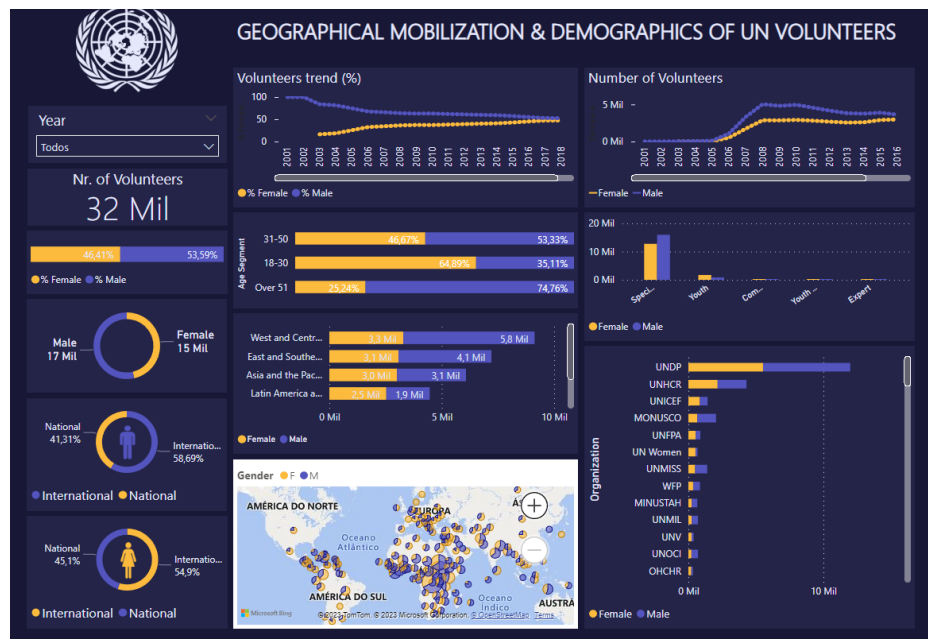 GEOGRAPHICAL MOBILIZATION & DEMOGRAPHICS OF UN VOLUNTEERS
Year
Todos
Nr. of Volunteers
32 Mil
46,41%
53,59%
% Female
% Male
Male
17 Mil
Female
15 Mil
National
41,31%
Internatio...
58,69%
International
National
National
45,1%
Internatio...
54,9%
International
National
Volunteers trend (%)
100
50
0
2001 2002 2003 2004 2005 2006 2007 2008 2009 2010 2011 2012 2013 2014 2015 2016 2017 2018
% Female % Male
Age Segment
31-50 46,67% 53,33%
18-30 64,89% 35,11%
Over 51 25,24% 74,76%
West and Centr... 3,3 Mil 5,8 Mil
East and Southe... 3,1 Mil 4,1 Mil
Asia and the Pac... 3,0 Mil 3,1 Mil
Latin America a... 2,5 Mil 1,9 Mil
0 Mil 5 Mil 10 Mil
Female Male
Gender F M
AMÉRICA DO NORTE
EUROPA
Oceano
Atlântico
AMÉRICA DO SUL
Oceano
Índico
AUSTRÁ
Microsoft Bing
© 2023 TomTom, © 2023 Microsoft Corporation, © OpenStreetMap Terms
Number of Volunteers
5 Mil
0 Mil
2001 2002 2003 2004 2005 2006 2007 2008 2009 2010 2011 2012 2013 2014 2015 2016
Female Male
20 Mil
10 Mil
0 Mil
Speci... Youth Com... Youth ... Expert
Female Male
Organization
UNDP
UNHCR
UNICEF
MONUSCO
UNFPA
UN Women
UNMISS
WFP
MINUSTAH
UNMIL
UNV
UNOCI
OHCHR
0 Mil 10 Mil
Female Male